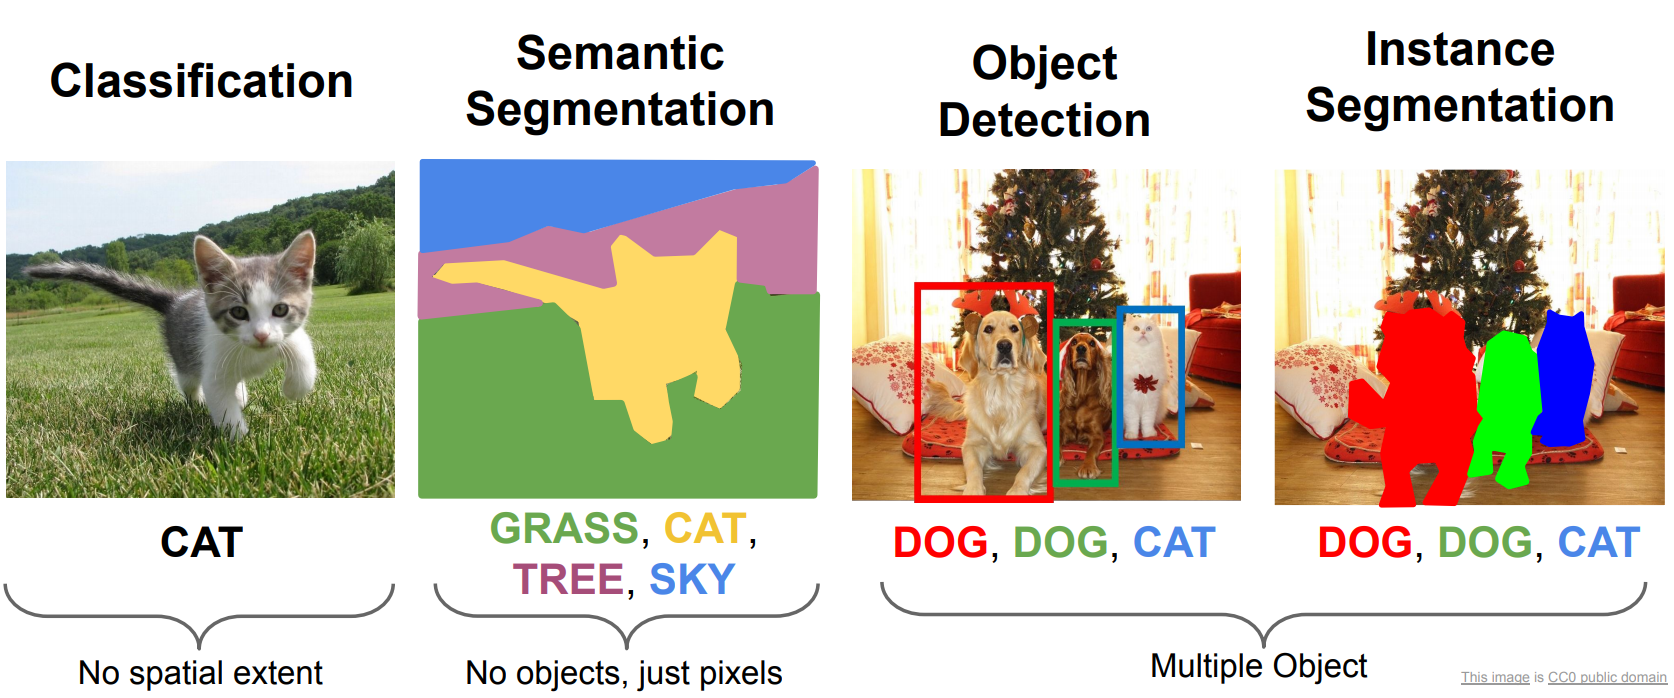 Classification
Semantic
Segmentation
Object
Detection
Instance
Segmentation
CAT
GRASS, CAT,
TREE, SKY
DOG, DOG, CAT
DOG, DOG, CAT
No spatial extent
No objects, just pixels
Multiple Object
This image is CC0 public domain